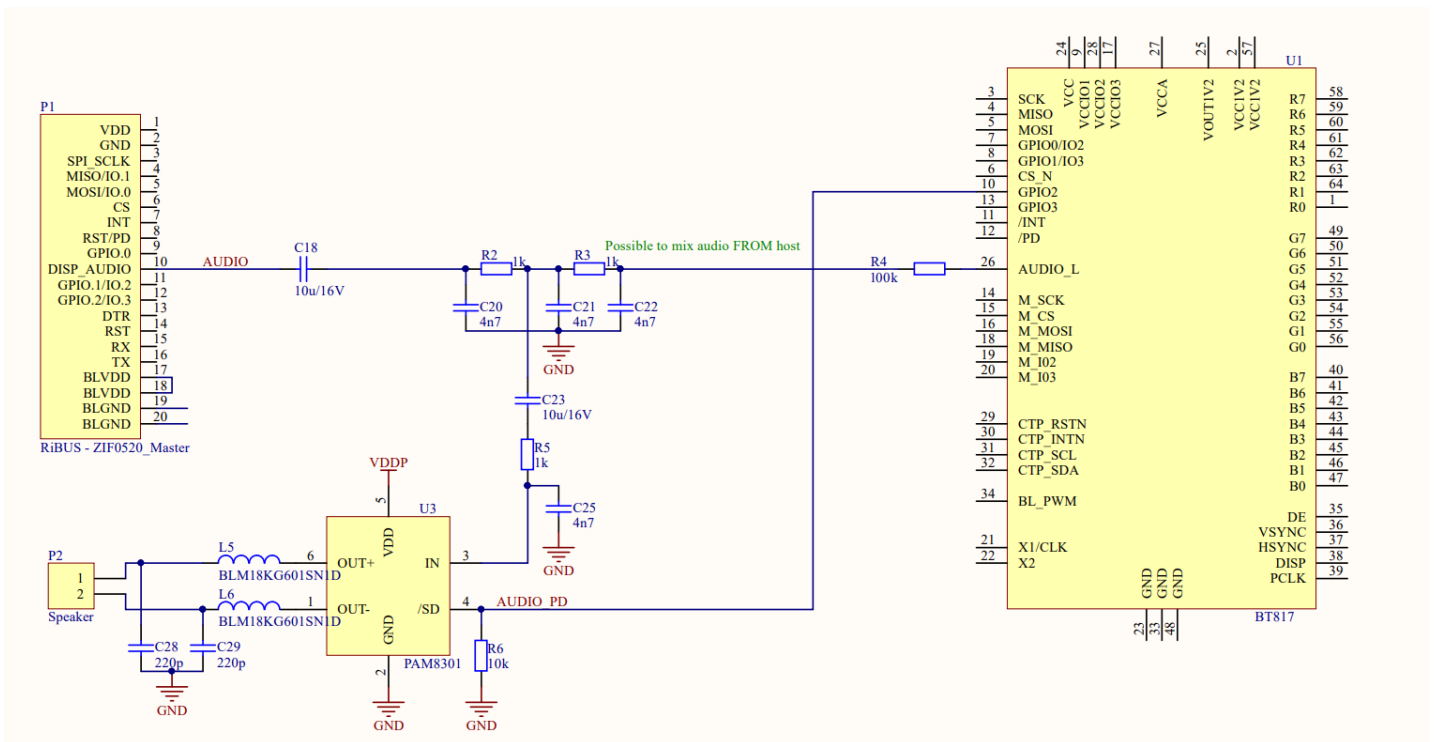 P1
VDD 1
GND 2
SPI_SCLK 3
MISO/IO.1 4
MOSI/IO.0 5
CS 6
INT 7
RST/PD 8
GPIO.0 9
DISP_AUDIO 10
GPIO.1/IO.2 11
GPIO.2/IO.3 12
DTR 13
RST 14
RX 15
TX 16
BLVDD 17
BLVDD 18
BLGND 19
BLGND 20
RiBUS - ZIF0520_Master
AUDIO
C18
10u/16V
R2
1k
R3
1k
Possible to mix audio FROM host
C20
4n7
C21
4n7
C22
4n7
GND
C23
10u/16V
R5
1k
C25
4n7
GND
R4
100k
VDDP
5
U3
VDD
OUT+ 6
OUT- 1
IN 3
/SD 4
GND
2
PAM8301
GND
AUDIO_PD
R6
10k
GND
P2
1
2
Speaker
L5
BLM18KG601SN1D
L6
BLM18KG601SN1D
C28
220p
C29
220p
GND
U1
24 VCC
9 VCCIO1
28 VCCIO2
17 VCCIO3
27 VCCA
25 VOUT1V2
2 VCC1V2
57 VCC1V2
3 SCK
4 MISO
5 MOSI
7 GPIO0/IO2
8 GPIO1/IO3
6 CS_N
10 GPIO2
13 GPIO3
11 /INT
12 /PD
26 AUDIO_L
14 M_SCK
15 M_CS
16 M_MOSI
18 M_MISO
19 M_I02
20 M_I03
29 CTP_RSTN
30 CTP_INTN
31 CTP_SCL
32 CTP_SDA
34 BL_PWM
21 X1/CLK
22 X2
R7 58
R6 59
R5 60
R4 61
R3 62
R2 63
R1 64
R0 1
G7 49
G6 50
G5 51
G4 52
G3 53
G2 54
G1 55
G0 56
B7 40
B6 41
B5 42
B4 43
B3 44
B2 45
B1 46
B0 47
DE 35
VSYNC 36
HSYNC 37
DISP 38
PCLK 39
GND 23
GND 33
GND 48
BT817